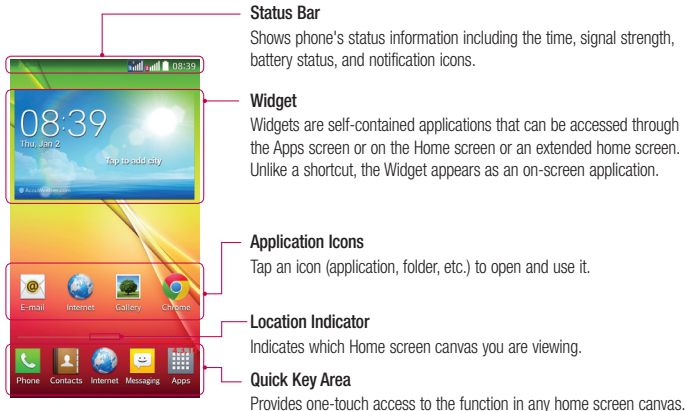 Status Bar
Shows phone's status information including the time, signal strength,
battery status, and notification icons.
08:39
Widget
Widgets are self-contained applications that can be accessed through
the Apps screen or on the Home screen or an extended home screen.
Unlike a shortcut, the Widget appears as an on-screen application.
08:39
Thu, Jan 2
Tap to add city
AccuWeather.com
Application Icons
Tap an icon (application, folder, etc.) to open and use it.
E-mail Internet Gallery Chrome
Location Indicator
Indicates which Home screen canvas you are viewing.
Phone Contacts Internet Messaging Apps
Quick Key Area
Provides one-touch access to the function in any home screen canvas.